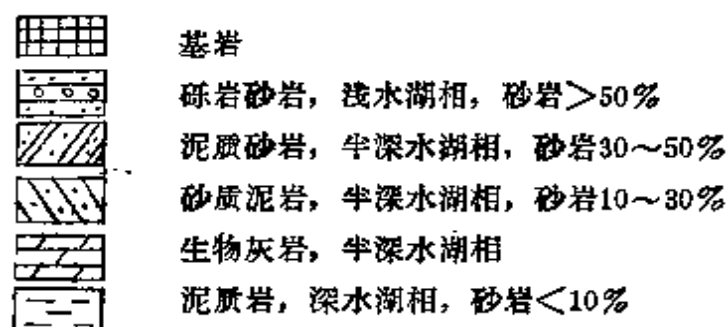 基岩
砾岩砂岩，浅水湖相，砂岩＞50％
泥质砂岩，半深水湖相，砂岩30～50％
砂质泥岩，半深水湖相，砂岩10～30％
生物灰岩，半深水湖相
泥质岩，深水湖相，砂岩＜10％